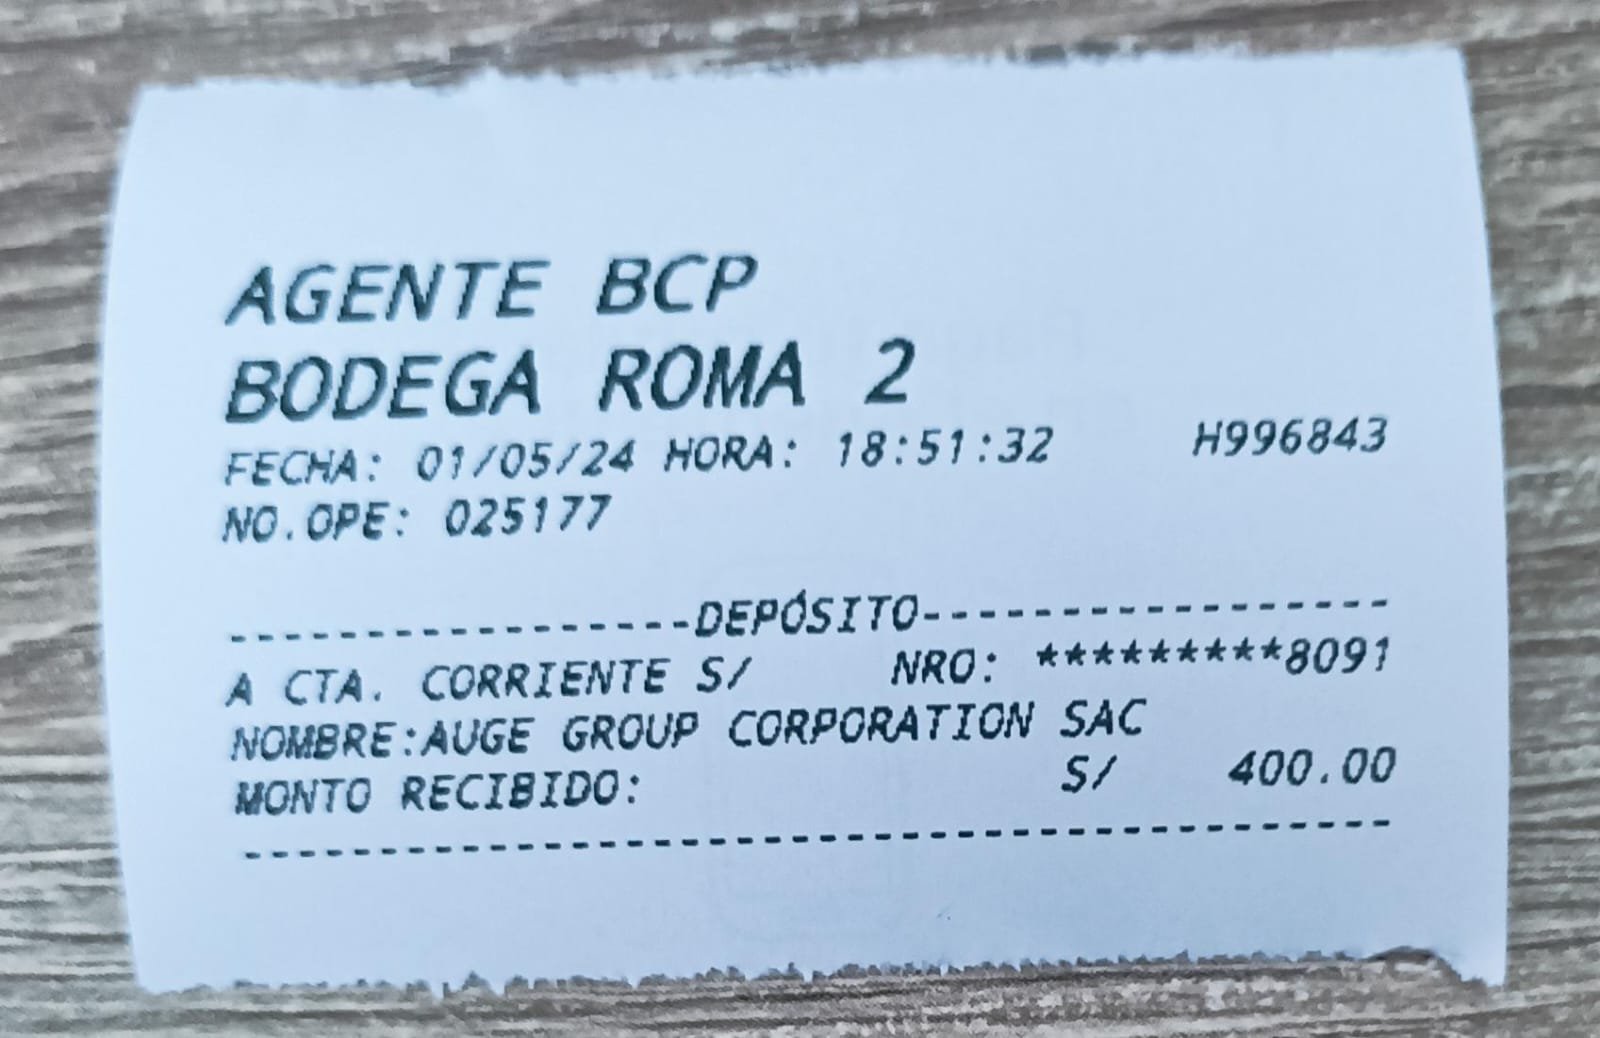 AGENTE BCP
BODEGA ROMA 2
FECHA: 01/05/24 HORA: 18:51:32 H996843
NO.OPE: 025177
-----------------DEPÓSITO-----------------
A CTA. CORRIENTE S/ NRO: *********8091
NOMBRE:AUGE GROUP CORPORATION SAC
MONTO RECIBIDO: S/ 400.00
------------------------------------------